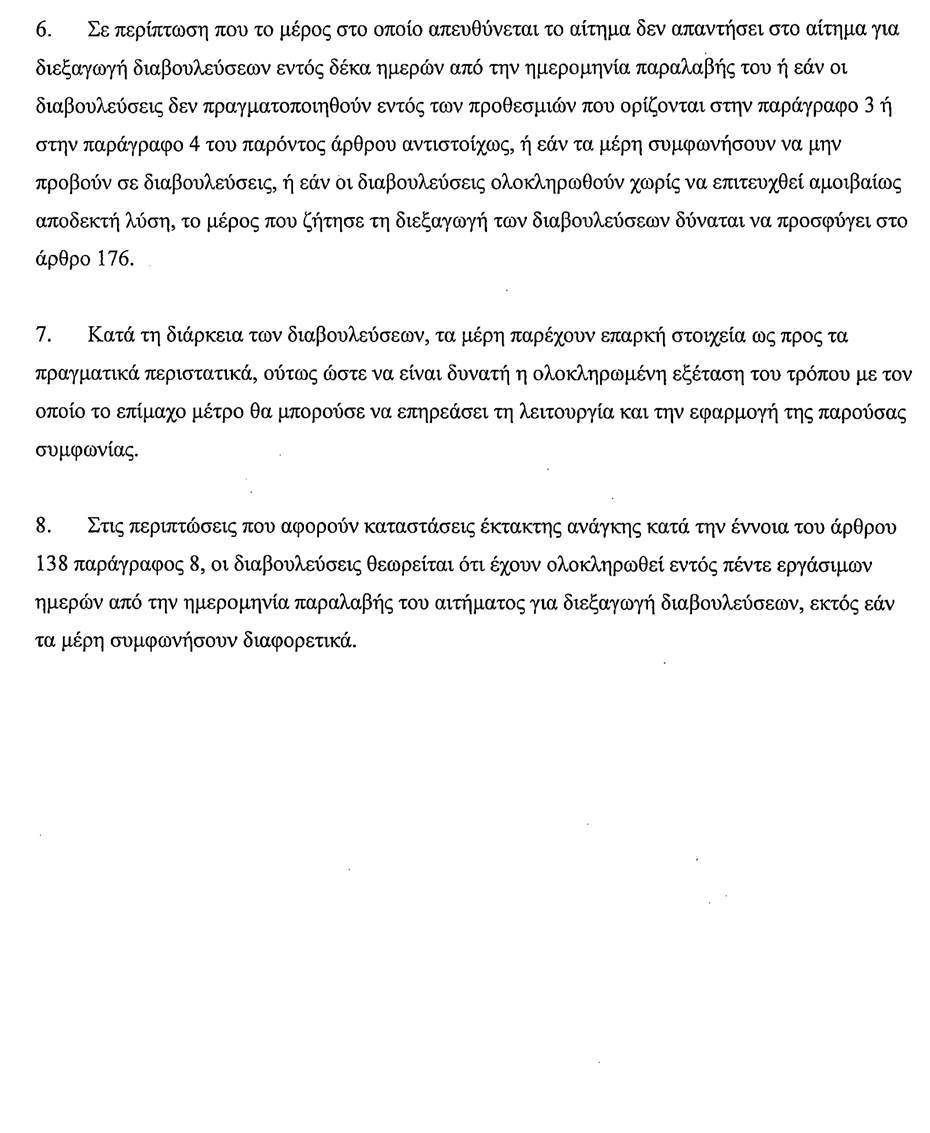 6. Σε περίπτωση που το μέρος στο οποίο απευθύνεται το αίτημα δεν απαντήσει στο αίτημα για
διεξαγωγή διαβουλεύσεων εντός δέκα ημερών από την ημερομηνία παραλαβής του ή εάν οι
διαβουλεύσεις δεν πραγματοποιηθούν εντός των προθεσμιών που ορίζονται στην παράγραφο 3 ή
στην παράγραφο 4 του παρόντος άρθρου αντιστοίχως, ή εάν τα μέρη συμφωνήσουν να μην
προβούν σε διαβουλεύσεις, ή εάν οι διαβουλεύσεις ολοκληρωθούν χωρίς να επιτευχθεί αμοιβαίως
αποδεκτή λύση, το μέρος που ζήτησε τη διεξαγωγή των διαβουλεύσεων δύναται να προσφύγει στο
άρθρο 176.
7. Κατά τη διάρκεια των διαβουλεύσεων, τα μέρη παρέχουν επαρκή στοιχεία ως προς τα
πραγματικά περιστατικά, ούτως ώστε να είναι δυνατή η ολοκληρωμένη εξέταση του τρόπου με τον
οποίο το επίμαχο μέτρο θα μπορούσε να επηρεάσει τη λειτουργία και την εφαρμογή της παρούσας
συμφωνίας.
8. Στις περιπτώσεις που αφορούν καταστάσεις έκτακτης ανάγκης κατά την έννοια του άρθρου
138 παράγραφος 8, οι διαβουλεύσεις θεωρείται ότι έχουν ολοκληρωθεί εντός πέντε εργάσιμων
ημερών από την ημερομηνία παραλαβής του αιτήματος για διεξαγωγή διαβουλεύσεων, εκτός εάν
τα μέρη συμφωνήσουν διαφορετικά.